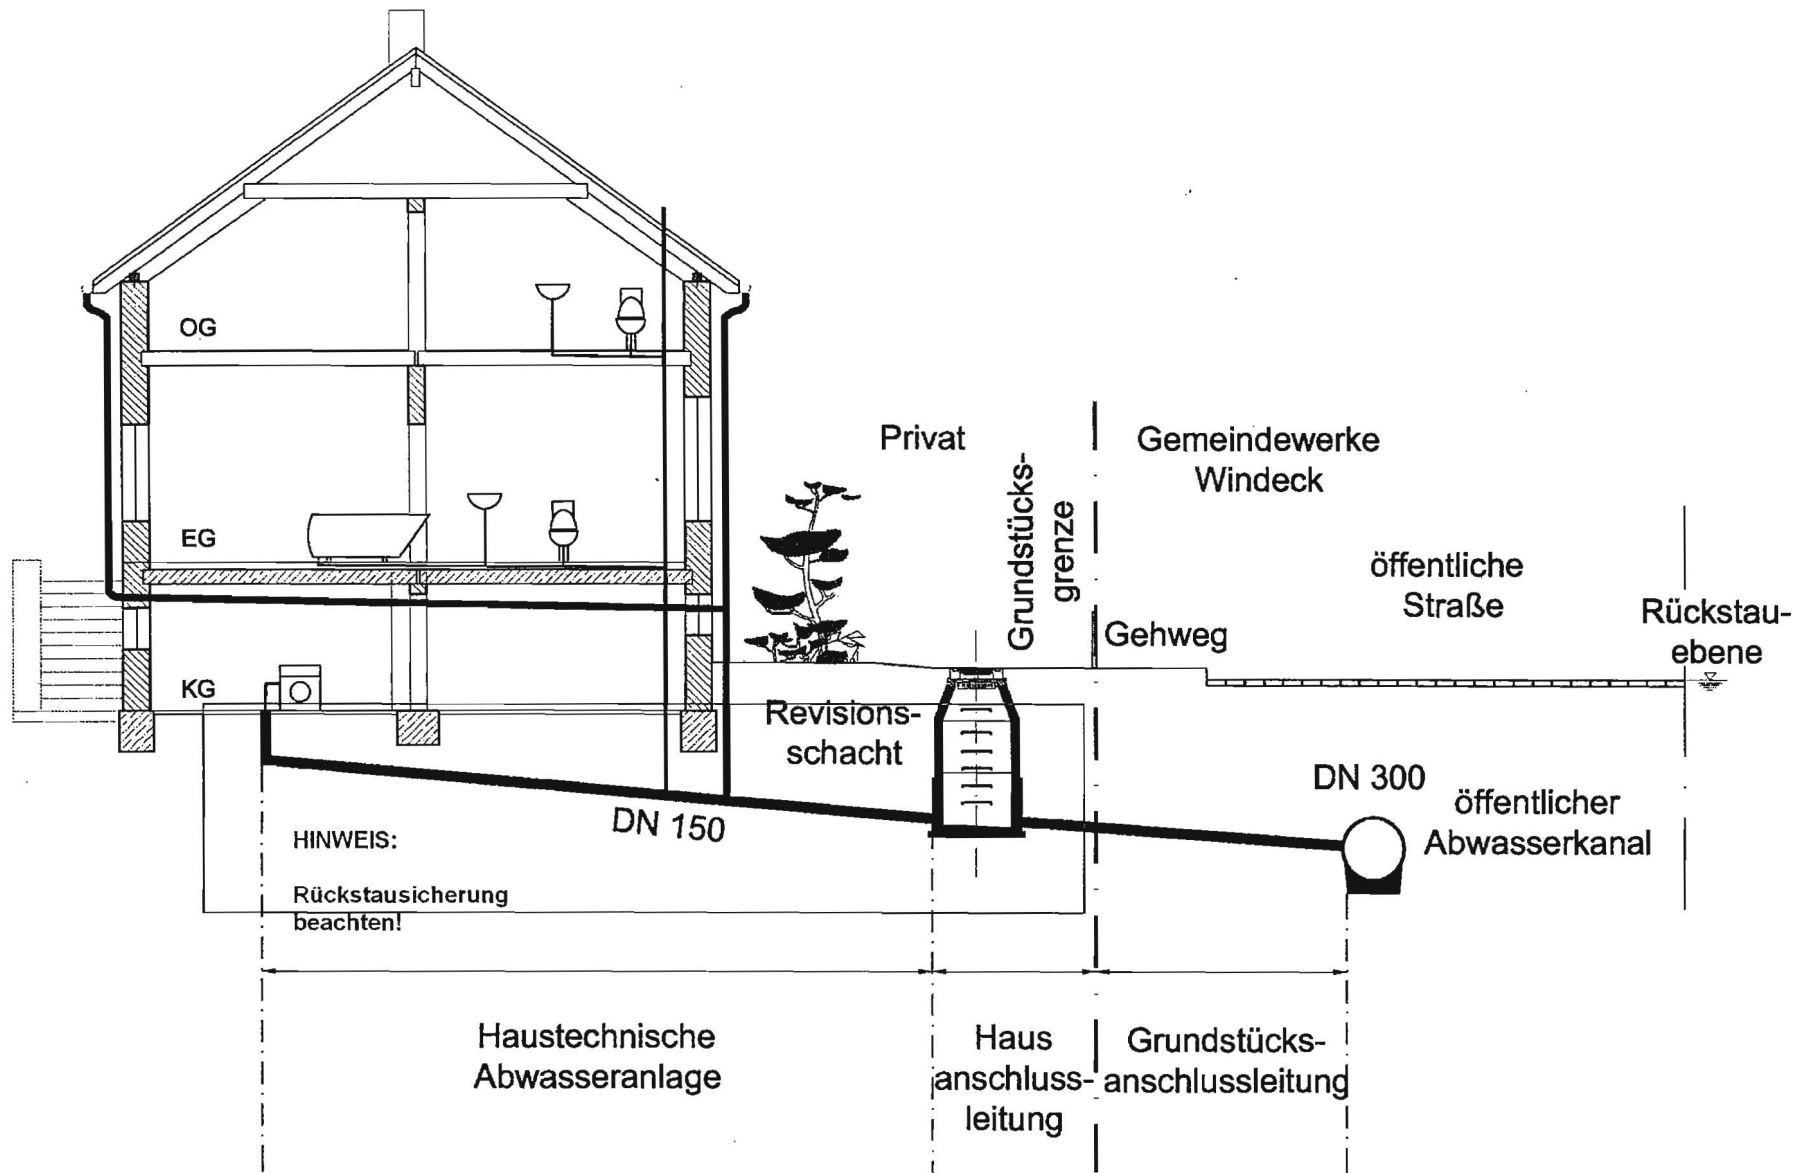 OG
EG
KG
Privat
Grundstücks-
grenze
Gemeindewerke
Windeck
öffentliche
Straße
Gehweg
Rückstau-
ebene
Revisions-
schacht
DN 150
DN 300
öffentlicher
Abwasserkanal
HINWEIS:
Rückstausicherung
beachten!
Haustechnische
Abwasseranlage
Haus
anschluss-
leitung
Grundstücks-
anschlussleitung